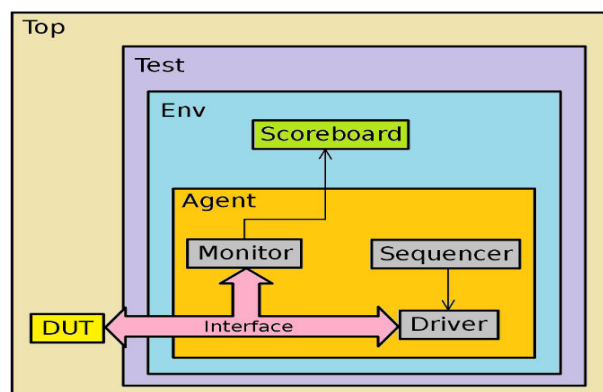 Top
Test
Env
Scoreboard
Agent
Monitor
Sequencer
DUT
Interface
Driver